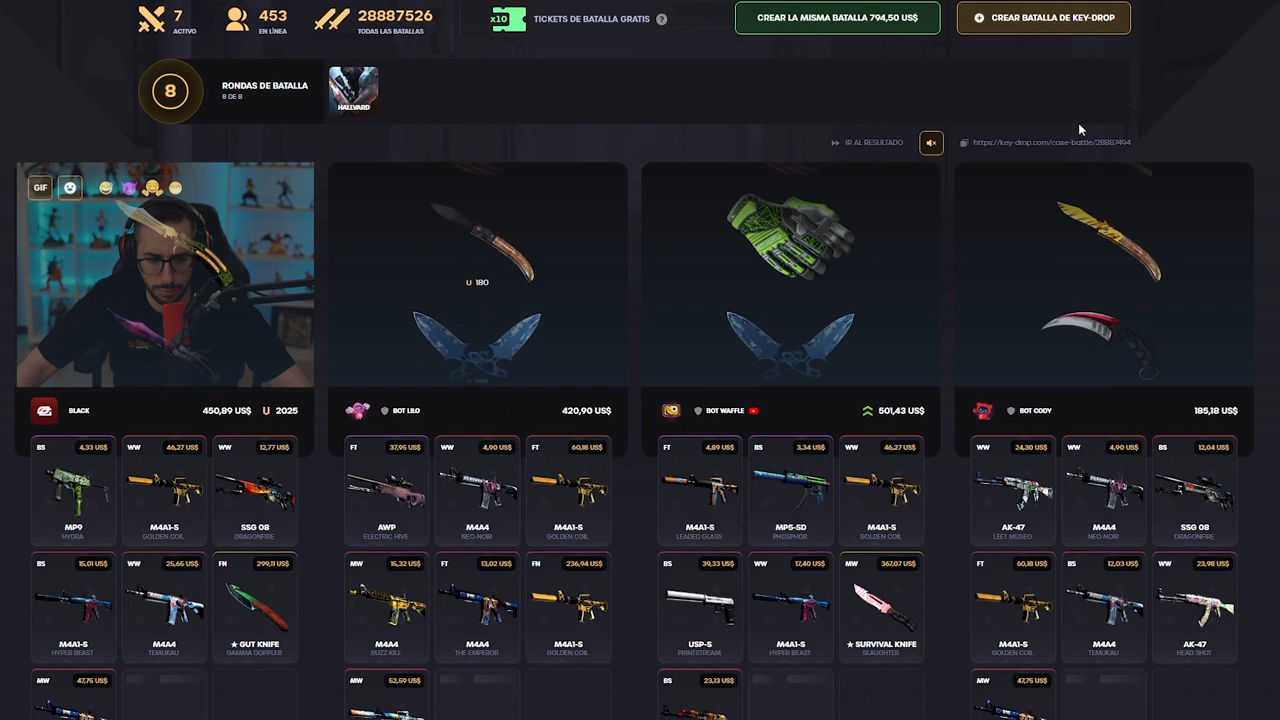 7
ACTIVO
453
EN LÍNEA
28887526
TODAS LAS BATALLAS
x10
TICKETS DE BATALLA GRATIS
?
CREAR LA MISMA BATALLA 794,50 US$
CREAR BATALLA DE KEY-DROP
8
RONDAS DE BATALLA
8 DE 8
HALLVARD
IR AL RESULTADO
https://key-drop.com/case-battle/28887494
GIF
U 180
BLACK
450,89 US$
U 2025
BOT LILO
420,90 US$
BOT WAFFLE
501,43 US$
BOT CODY
185,18 US$
BS 4,33 US$
WW 46,27 US$
WW 12,77 US$
FT 37,95 US$
WW 4,90 US$
FT 60,18 US$
FT 4,89 US$
BS 3,34 US$
WW 46,27 US$
WW 24,30 US$
WW 4,90 US$
BS 12,04 US$
MP9
HYDRA
M4A1-S
GOLDEN COIL
SSG 08
DRAGONFIRE
AWP
ELECTRIC HIVE
M4A4
NEO-NOIR
M4A1-S
GOLDEN COIL
M4A1-S
LEADED GLASS
MP5-SD
PHOSPHOR
M4A1-S
GOLDEN COIL
AK-47
LEET MUSEO
M4A4
NEO-NOIR
SSG 08
DRAGONFIRE
BS 15,01 US$
WW 25,65 US$
FN 299,11 US$
MW 15,32 US$
FT 13,02 US$
FN 236,94 US$
BS 39,33 US$
WW 17,40 US$
MW 367,07 US$
FT 60,18 US$
BS 12,03 US$
WW 23,98 US$
M4A1-S
HYPER BEAST
M4A4
TEMUKAU
★ GUT KNIFE
GAMMA DOPPLER
M4A4
BUZZ KILL
M4A4
THE EMPEROR
M4A1-S
GOLDEN COIL
USP-S
PRINTSTREAM
M4A1-S
HYPER BEAST
★ SURVIVAL KNIFE
SLAUGHTER
M4A1-S
GOLDEN COIL
M4A4
TEMUKAU
AK-47
HEAD SHOT
MW 47,75 US$
MW 52,59 US$
BS 23,13 US$
MW 47,75 US$